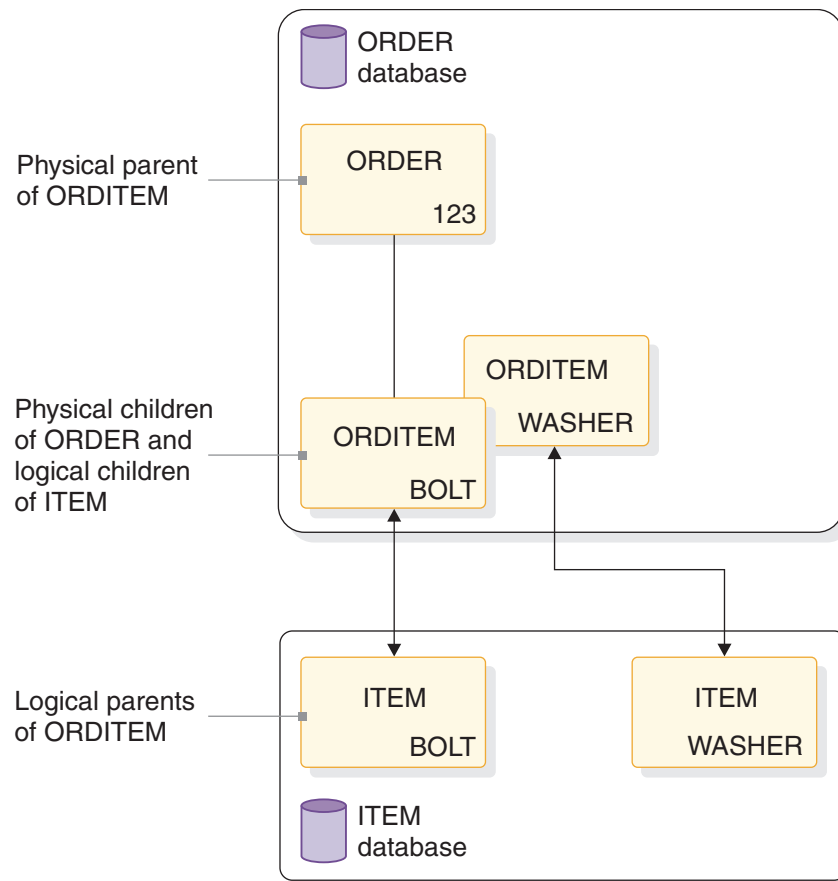 ORDER
database
Physical parent
of ORDITEM
ORDER
123
ORDITEM
WASHER
Physical children
of ORDER and
logical children
of ITEM
ORDITEM
BOLT
Logical parents
of ORDITEM
ITEM
BOLT
ITEM
WASHER
ITEM
database